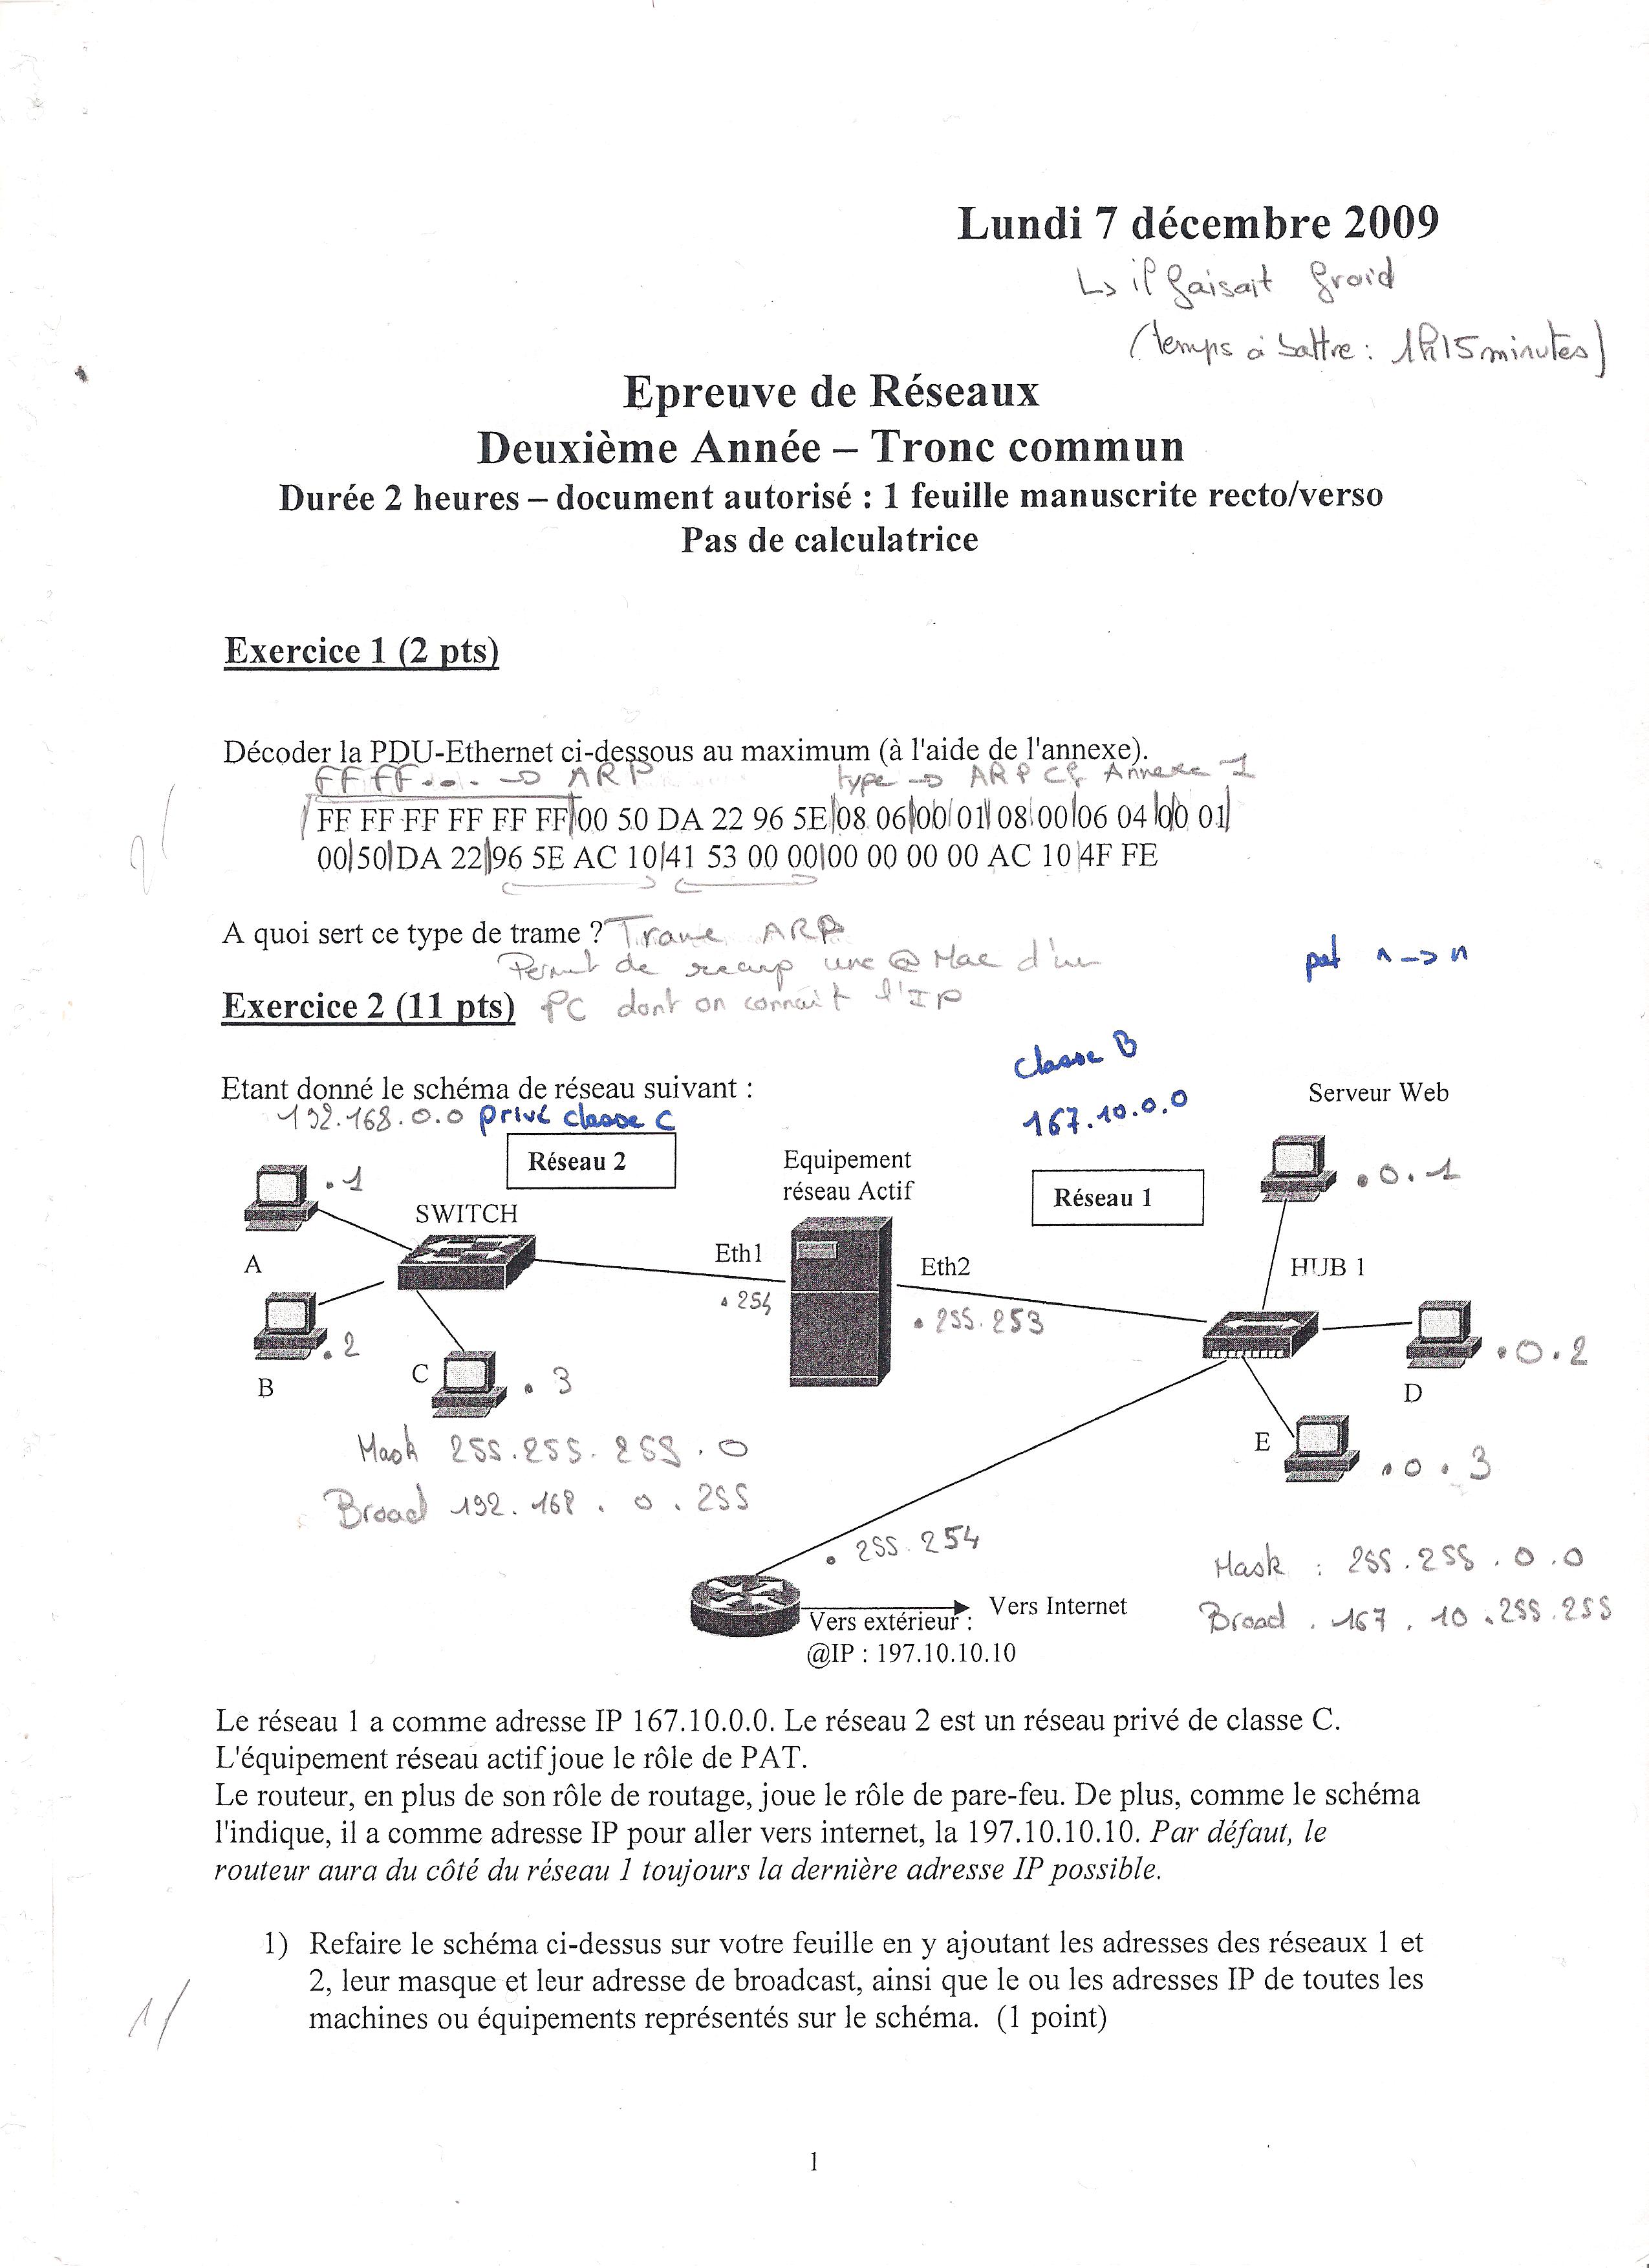 Lundi 7 décembre 2009
↳ il faisait froid
(temps à battre : 1h15minutes)
Epreuve de Réseaux
Deuxième Année – Tronc commun
Durée 2 heures – document autorisé : 1 feuille manuscrite recto/verso
Pas de calculatrice
Exercice 1 (2 pts)
Décoder la PDU-Ethernet ci-dessous au maximum (à l'aide de l'annexe).
FF FF... → ARP type → ARP Cf Annexe 1
FF FF FF FF FF FF 00 50 DA 22 96 5E 08 06 00 01 08 00 06 04 00 01
00 50 DA 22 96 5E AC 10 41 53 00 00 00 00 00 00 AC 10 4F FE
A quoi sert ce type de trame ? Trame ARP
Permet de recup une @ Mac d'un
pat n -> n
Exercice 2 (11 pts) PC dont on connait l'IP
classe B
Etant donné le schéma de réseau suivant :
Serveur Web
192.168.0.0 privé classe C
167.10.0.0
Réseau 2
Equipement
réseau Actif
Réseau 1
.1
.0.1
SWITCH
A
Eth1
Eth2
HUB 1
.254
.255.253
.2
.0.2
B
C
.3
D
Mask 255.255.255.0
E
.0.3
Broad 192.168.0.255
.255.254
Mask : 255.255.0.0
Vers Internet
Broad . 167.10.255.255
Vers extérieur :
@IP : 197.10.10.10
Le réseau 1 a comme adresse IP 167.10.0.0. Le réseau 2 est un réseau privé de classe C.
L'équipement réseau actif joue le rôle de PAT.
Le routeur, en plus de son rôle de routage, joue le rôle de pare-feu. De plus, comme le schéma
l'indique, il a comme adresse IP pour aller vers internet, la 197.10.10.10. Par défaut, le
routeur aura du côté du réseau 1 toujours la dernière adresse IP possible.
1) Refaire le schéma ci-dessus sur votre feuille en y ajoutant les adresses des réseaux 1 et
2, leur masque et leur adresse de broadcast, ainsi que le ou les adresses IP de toutes les
1/
machines ou équipements représentés sur le schéma. (1 point)
1